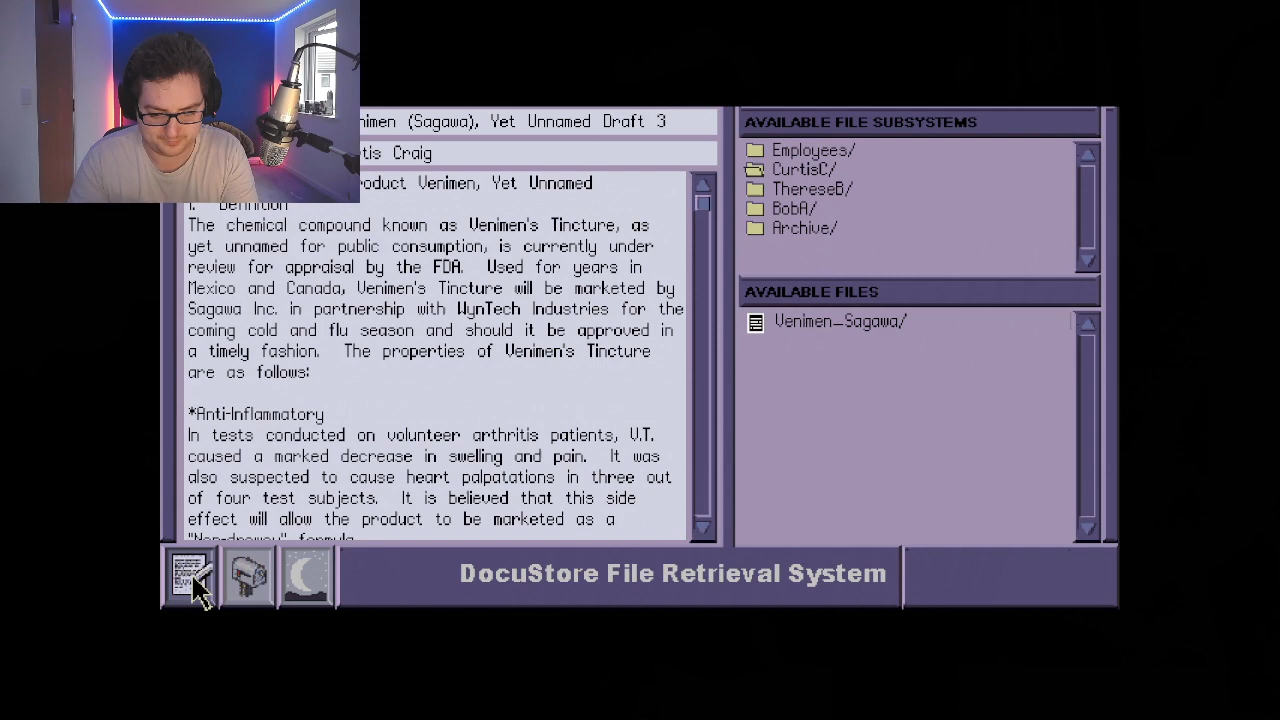 nimen (Sagawa), Yet Unnamed Draft 3
tis Craig
roduct Venimen, Yet Unnamed
I. Definition
The chemical compound known as Venimen's Tincture, as
yet unnamed for public consumption, is currently under
review for appraisal by the FDA. Used for years in
Mexico and Canada, Venimen's Tincture will be marketed by
Sagawa Inc. in partnership with WynTech Industries for the
coming cold and flu season and should it be approved in
a timely fashion. The properties of Venimen's Tincture
are as follows:
*Anti-Inflammatory
In tests conducted on volunteer arthritis patients, V.T.
caused a marked decrease in swelling and pain. It was
also suspected to cause heart palpatations in three out
of four test subjects. It is believed that this side
effect will allow the product to be marketed as a
"Non-drowsy" formula.
AVAILABLE FILE SUBSYSTEMS
Employees/
CurtisC/
ThereseB/
BobA/
Archive/
AVAILABLE FILES
Venimen_Sagawa/
DocuStore File Retrieval System